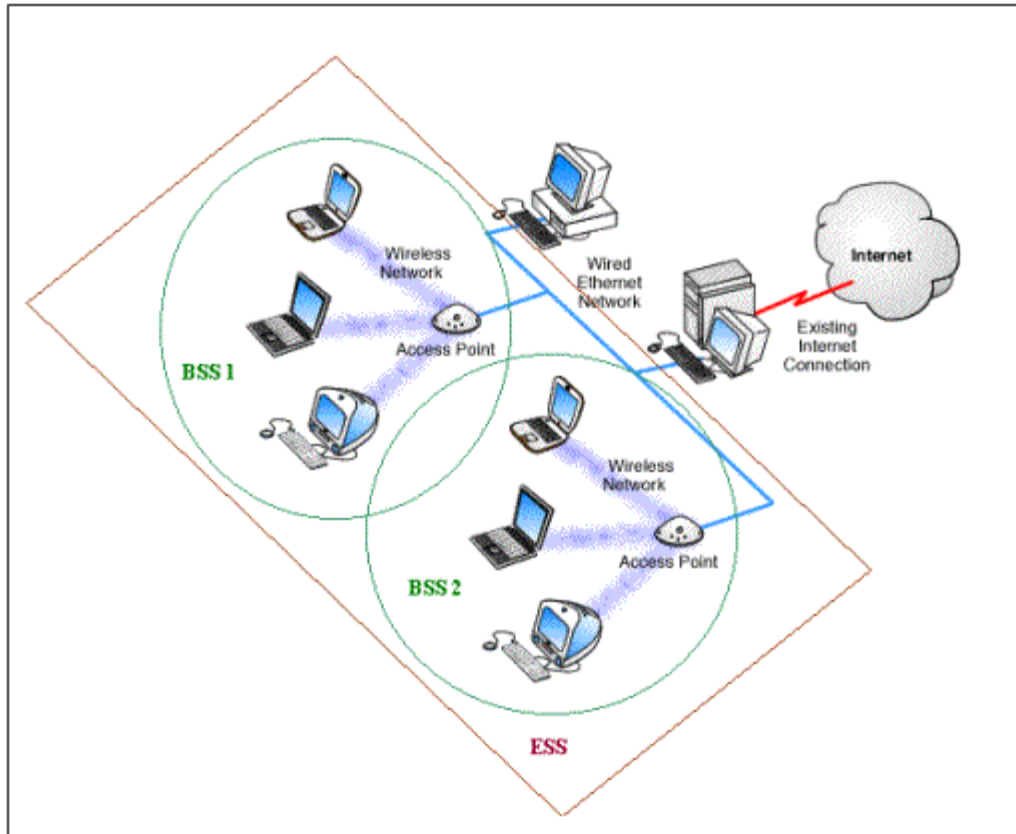 Wireless
Network
Access Point
BSS 1
Wired
Ethernet
Network
Internet
Existing
Internet
Connection
Wireless
Network
Access Point
BSS 2
ESS